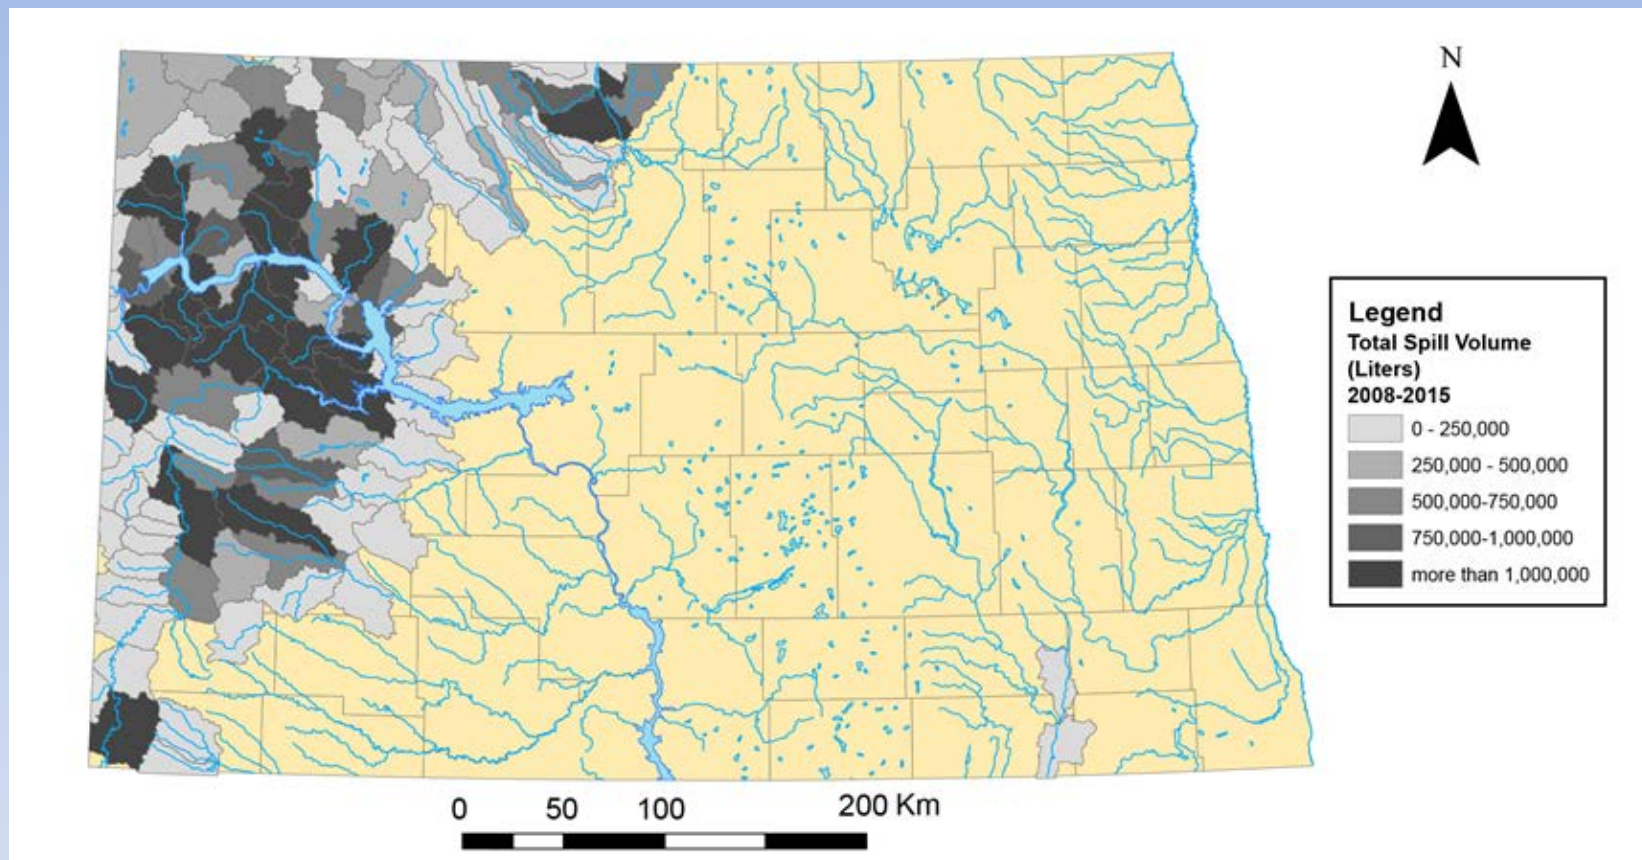 N
Legend
Total Spill Volume
(Liters)
2008-2015
0 - 250,000
250,000 - 500,000
500,000-750,000
750,000-1,000,000
more than 1,000,000
0 50 100 200 Km